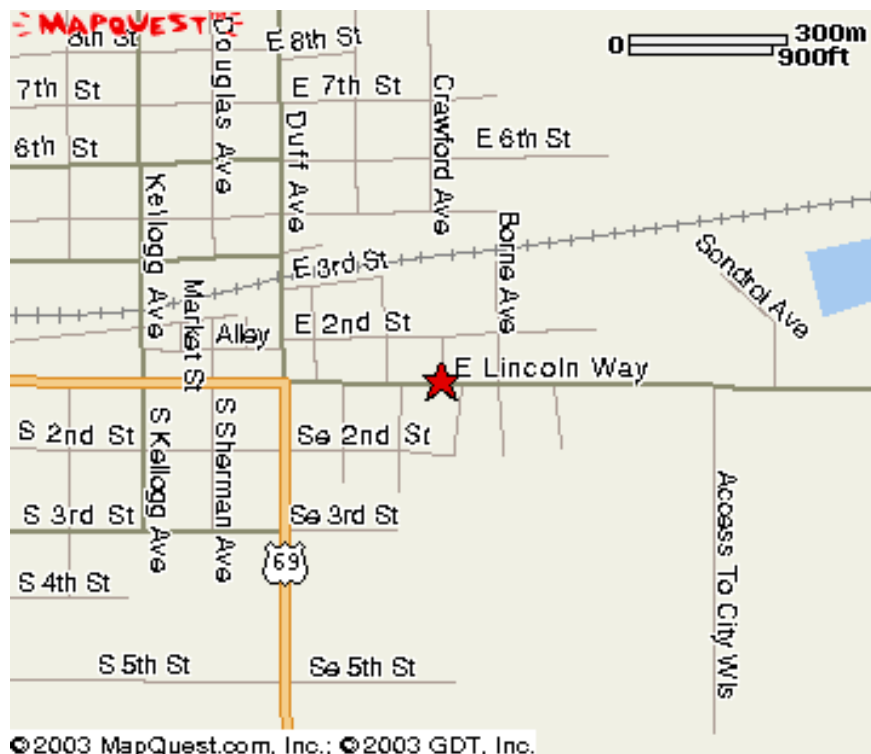 MAPQUEST
8th St
Douglas Ave
E 8th St
0
300m
900ft
7th St
E 7th St
Crawford Ave
Duff Ave
6th St
E 6th St
Kellogg Ave
Borne Ave
E 3rd St
Sondrol Ave
Market St
Alley
E 2nd St
E Lincoln Way
S 2nd St
S Kellogg Ave
S Sherman Ave
Se 2nd St
Access To City Wls
S 3rd St
Se 3rd St
69
S 4th St
S 5th St
Se 5th St
©2003 MapQuest.com, Inc.; ©2003 GDT, Inc.